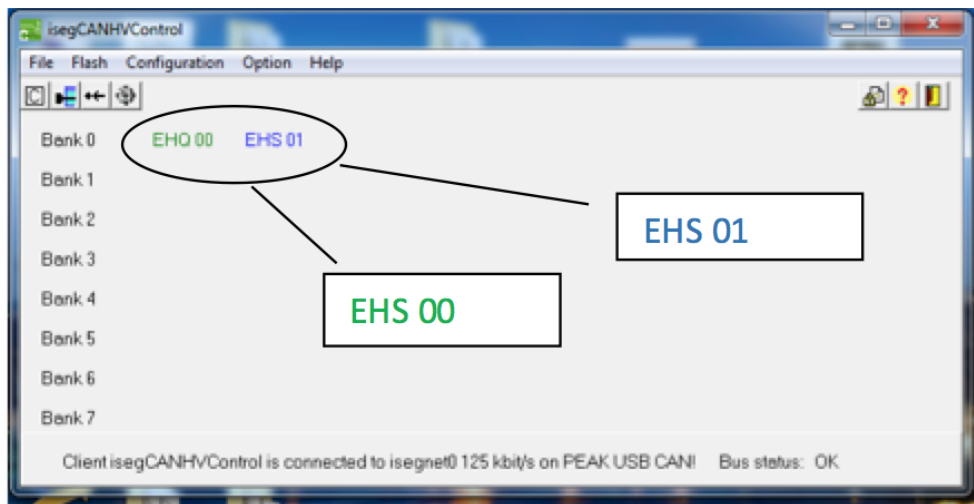 isegCANHVControl
File Flash Configuration Option Help
Bank 0 EHQ 00 EHS 01
Bank 1
EHS 01
Bank 2
Bank 3
EHS 00
Bank 4
Bank 5
Bank 6
Bank 7
Client isegCANHVControl is connected to isegnet0 125 kbit/s on PEAK USB CAN! Bus status: OK